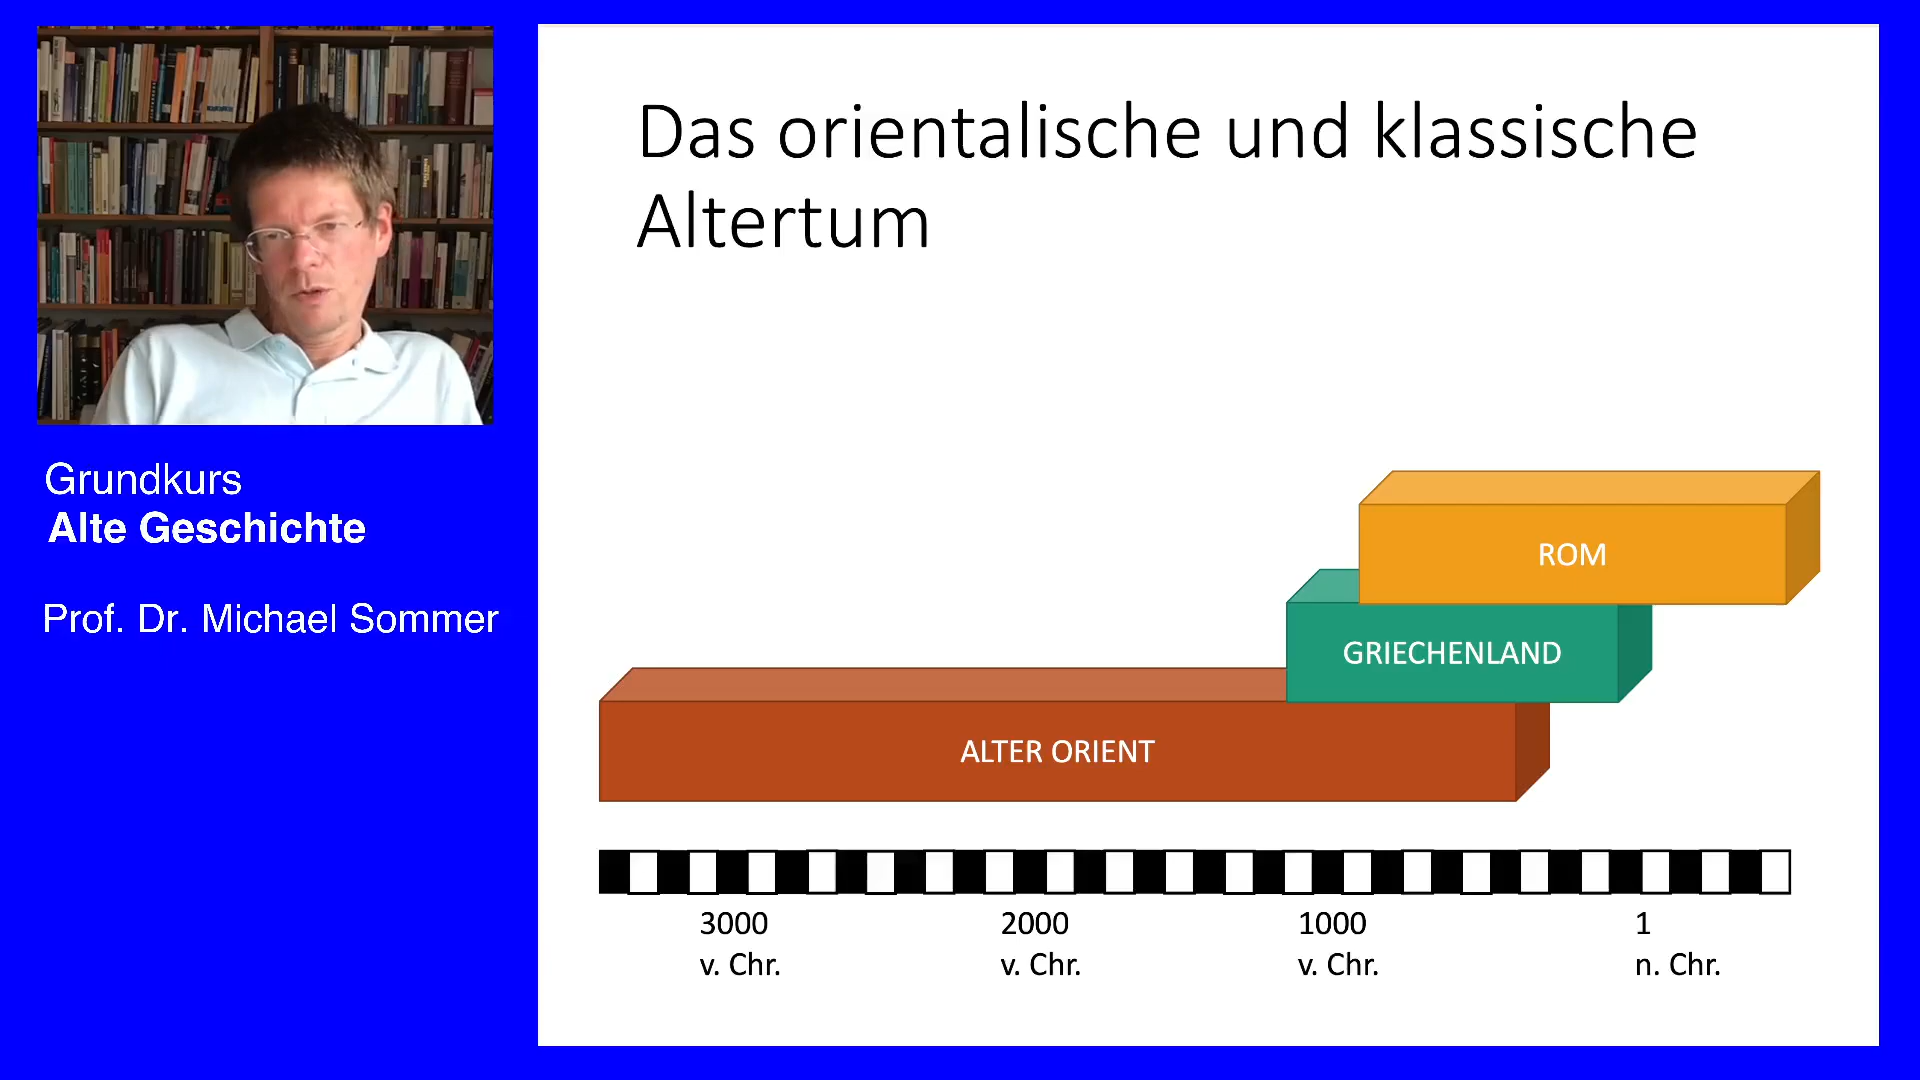 Grundkurs
Alte Geschichte
Prof. Dr. Michael Sommer
Das orientalische und klassische
Altertum
ROM
GRIECHENLAND
ALTER ORIENT
3000
v. Chr.
2000
v. Chr.
1000
v. Chr.
1
n. Chr.